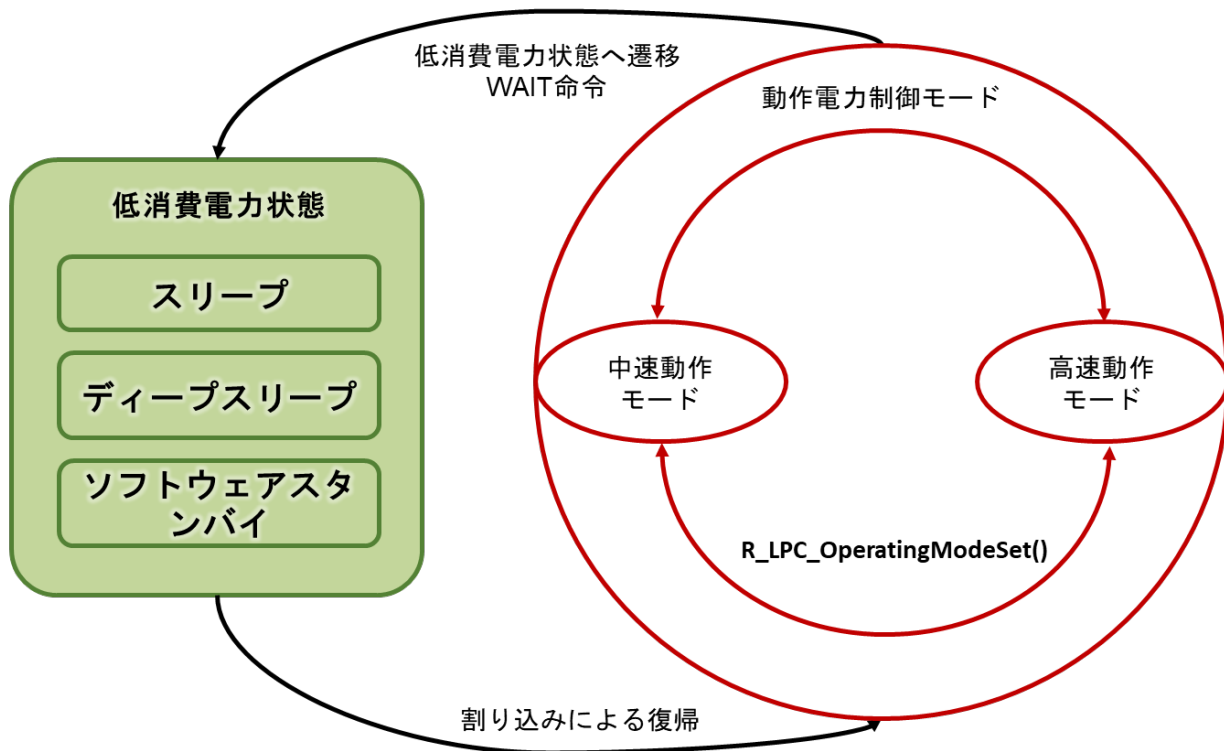 低消費電力状態へ遷移
WAIT命令
動作電力制御モード
低消費電力状態
スリープ
ディープスリープ
ソフトウェアスタ
ンバイ
中速動作
モード
高速動作
モード
R_LPC_OperatingModeSet()
割り込みによる復帰